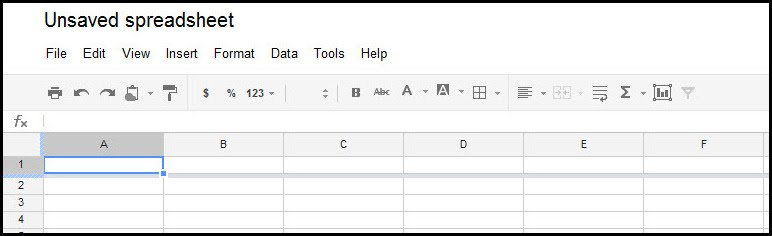 Unsaved spreadsheet
File Edit View Insert Format Data Tools Help
$ % 123 B Abc A A Σ
fx
A B C D E F
1
2
3
4